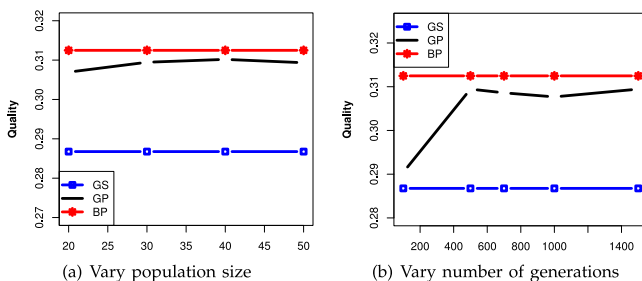 0.32
0.31
0.30
0.29
0.28
0.27
Quality
GS
GP
BP
20 25 30 35 40 45 50
(a) Vary population size
0.32
0.31
0.30
0.29
0.28
Quality
GS
GP
BP
200 400 600 800 1000 1400
(b) Vary number of generations